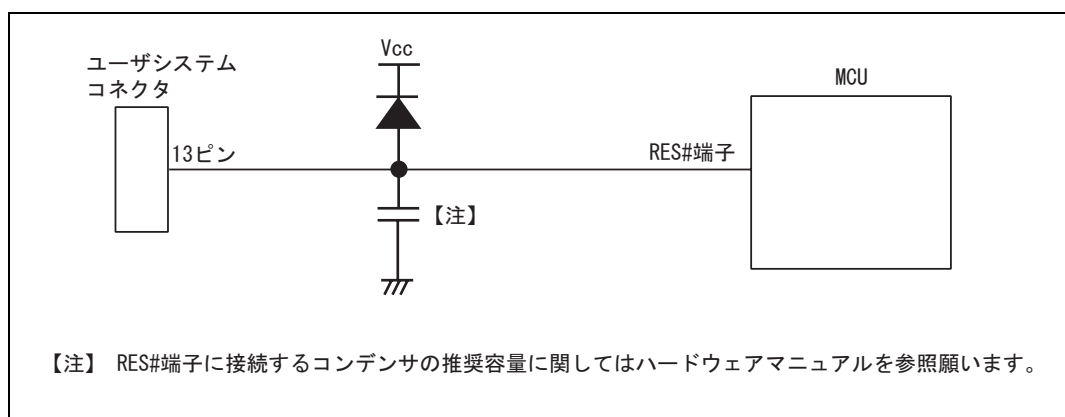 ユーザシステム
コネクタ
Vcc
MCU
13ピン
RES#端子
【注】
【注】 RES#端子に接続するコンデンサの推奨容量に関してはハードウェアマニュアルを参照願います。